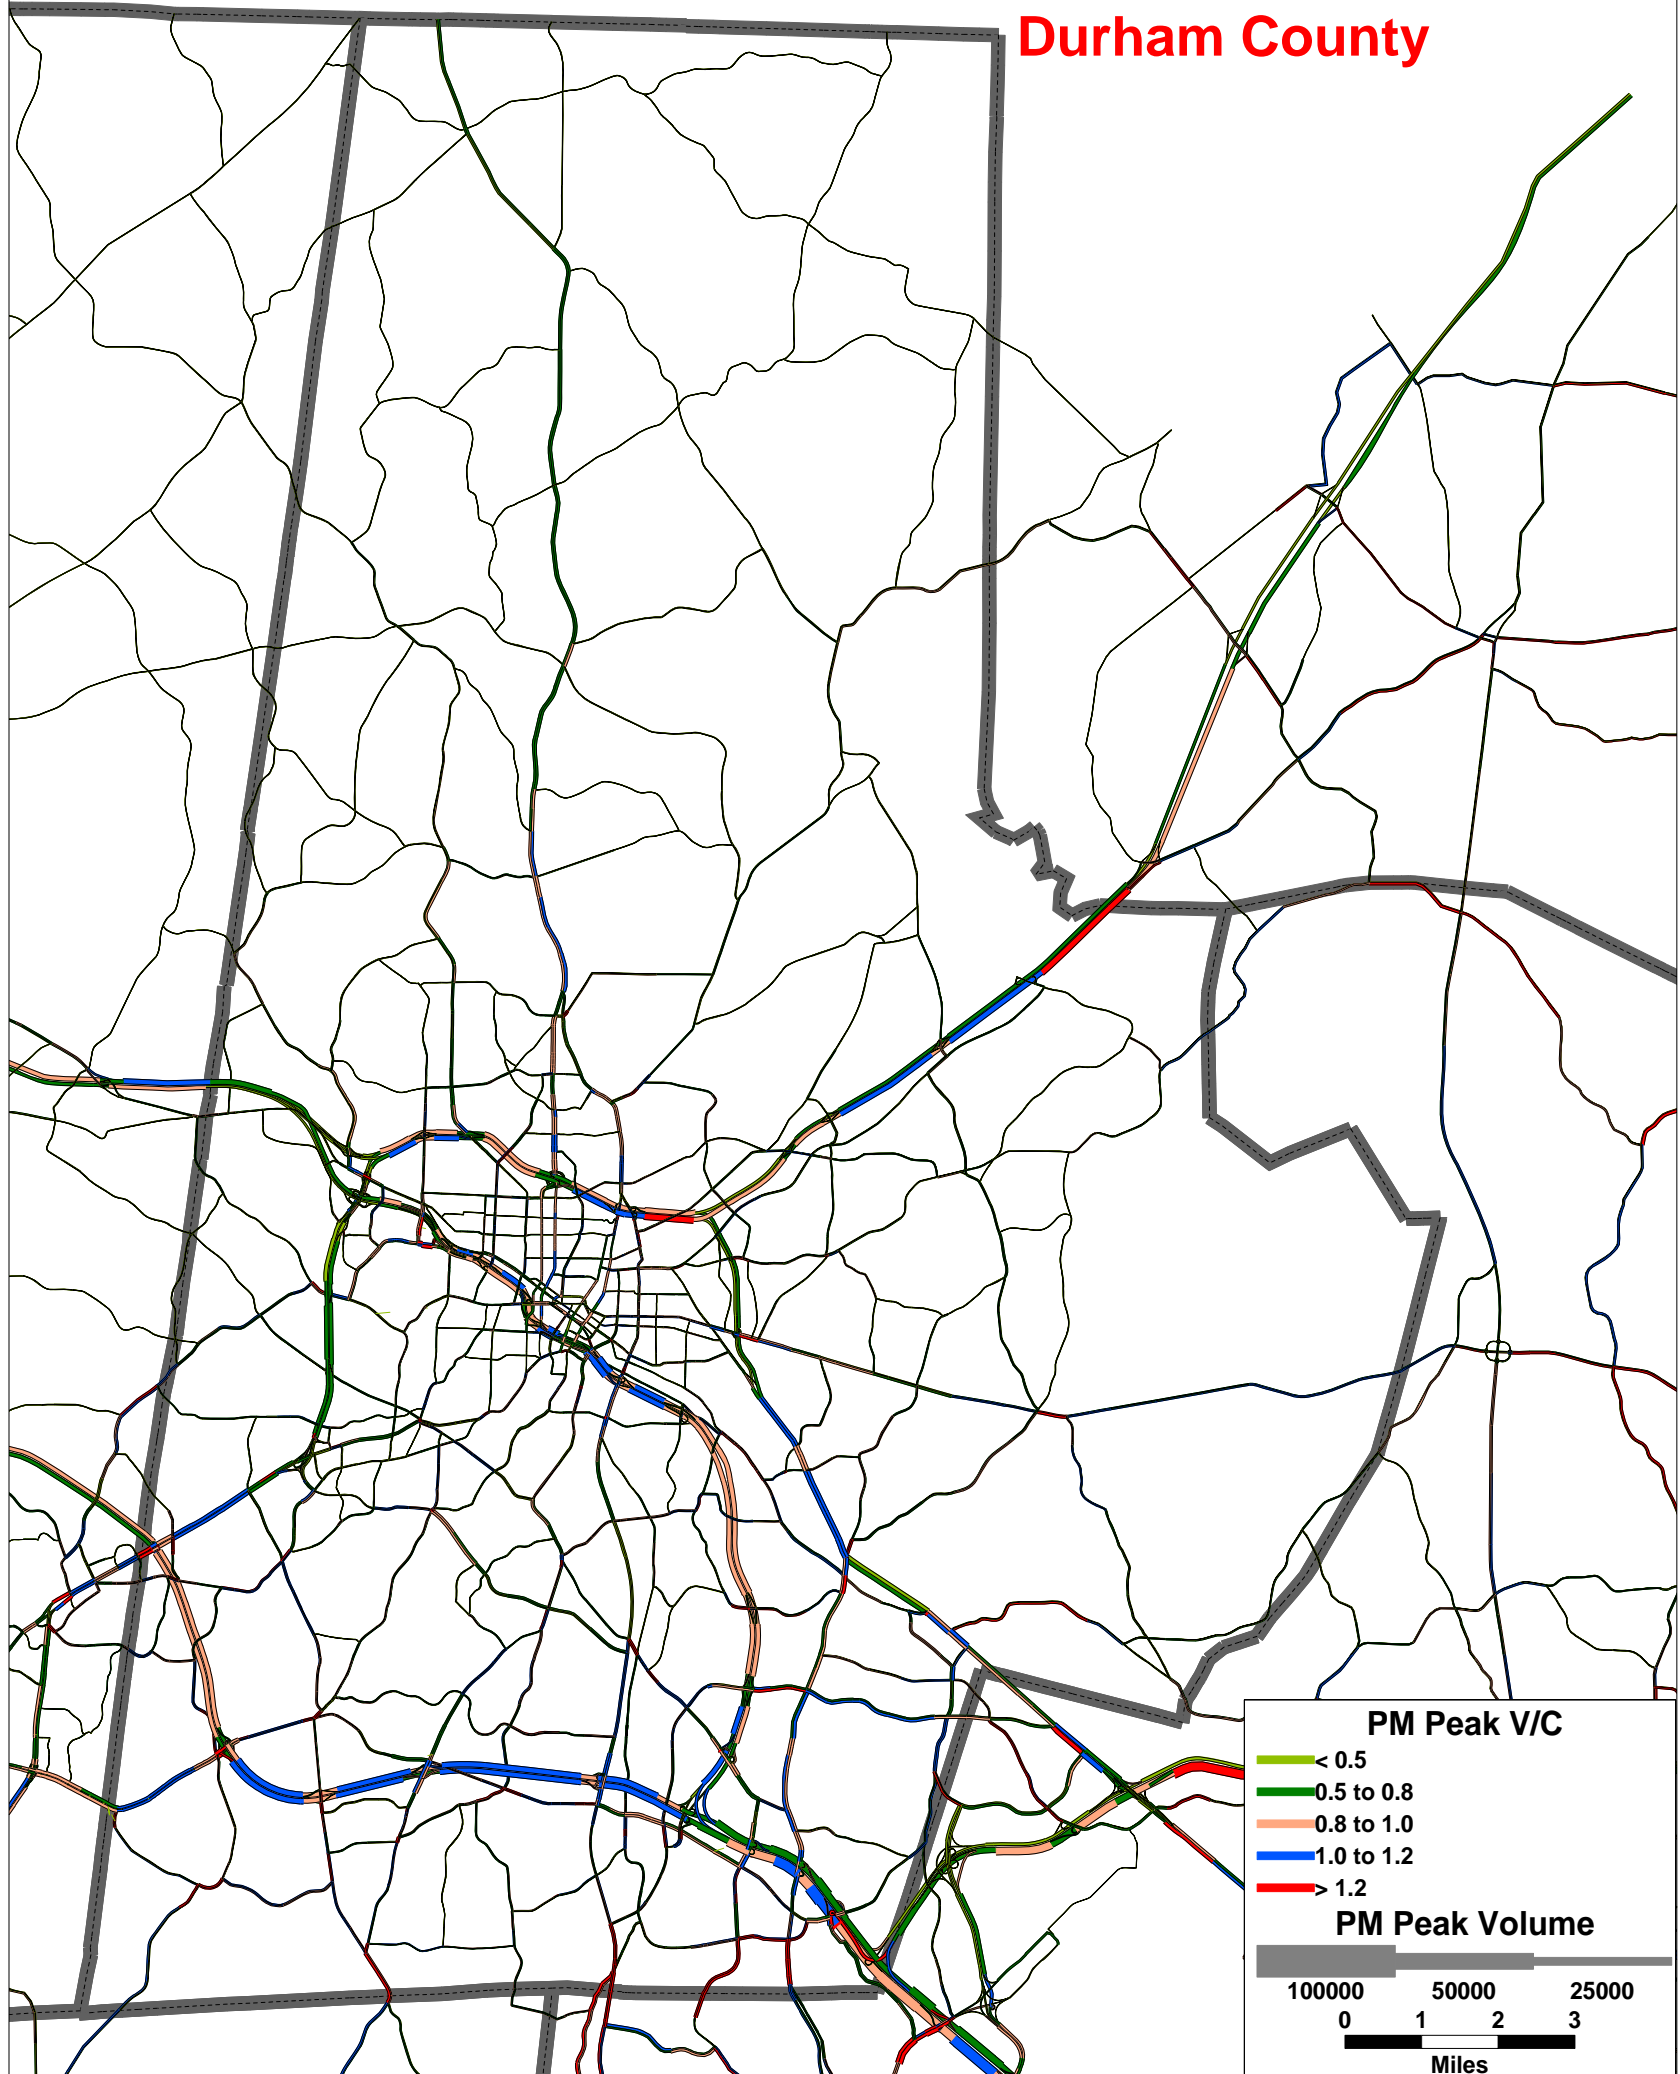 Durham County
PM Peak V/C
< 0.5
0.5 to 0.8
0.8 to 1.0
1.0 to 1.2
> 1.2
PM Peak Volume
100000 50000 25000
0 1 2 3
Miles